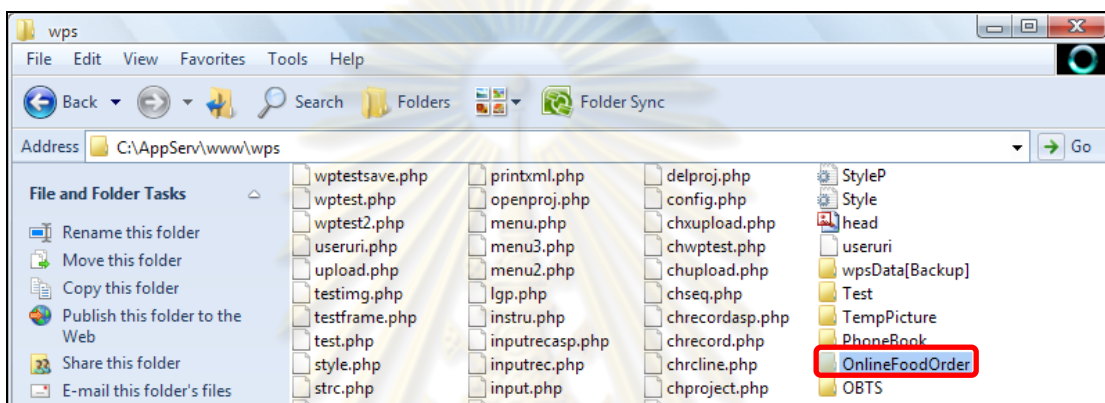 wps
File Edit View Favorites Tools Help
Back Search Folders Folder Sync
Address C:\AppServ\www\wps Go
File and Folder Tasks
Rename this folder
Move this folder
Copy this folder
Publish this folder to the
Web
Share this folder
E-mail this folder's files
wptestsave.php printxml.php delproj.php StyleP
wptest.php openproj.php config.php Style
wptest2.php menu.php chxupload.php head
useruri.php menu3.php chwptest.php useruri
upload.php menu2.php chupload.php wpsData[Backup]
testimg.php lgp.php chseq.php Test
testframe.php instru.php chrecordasp.php TempPicture
test.php inputrecasp.php chrecord.php PhoneBook
style.php inputrec.php chrcline.php OnlineFoodOrder
strc.php input.php chproject.php OBTS